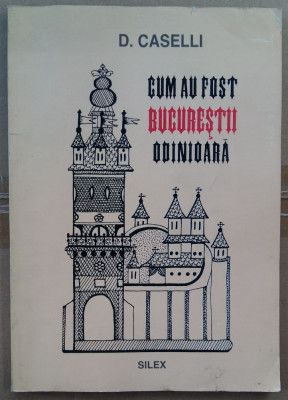 D. CASELLI
CUM AU FOST
BUCUREȘTII
ODINIOARĂ
SILEX